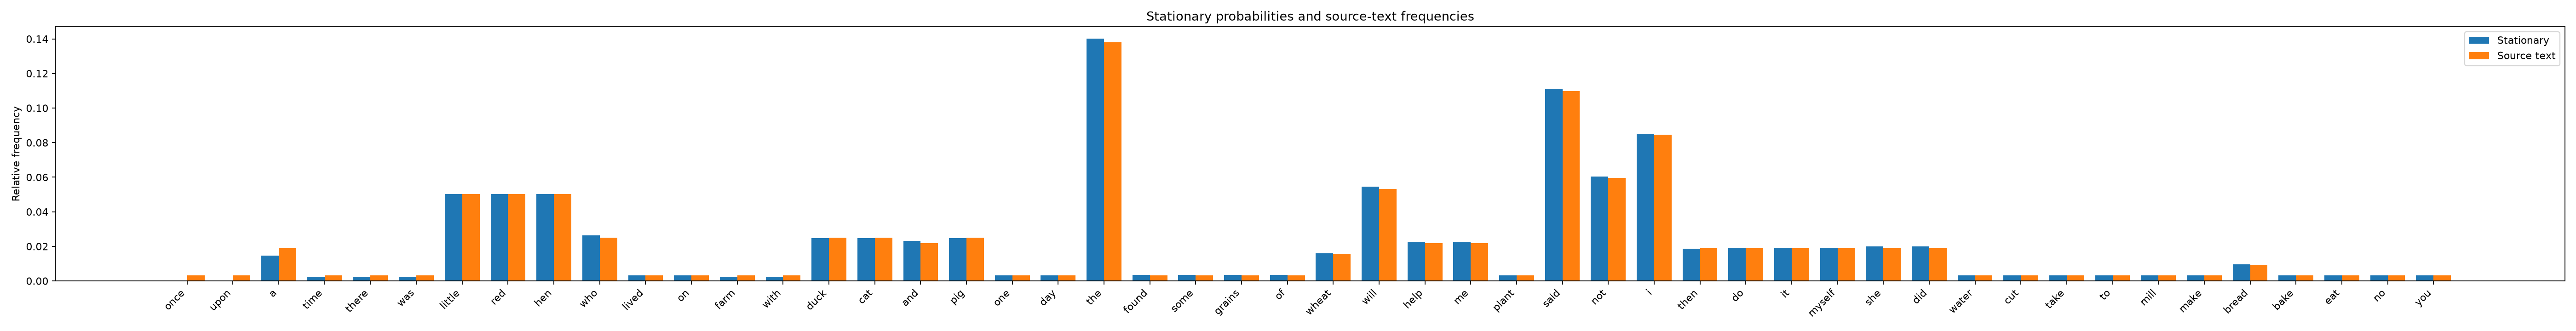 Stationary probabilities and source-text frequencies
Stationary
Source text
Relative frequency
0.14
0.12
0.10
0.08
0.06
0.04
0.02
0.00
once upon a time there was little red hen who lived on farm with duck cat and pig one day the found some grains of wheat will help me plant said not i then do it myself she did water cut take to mill make bread bake eat no you